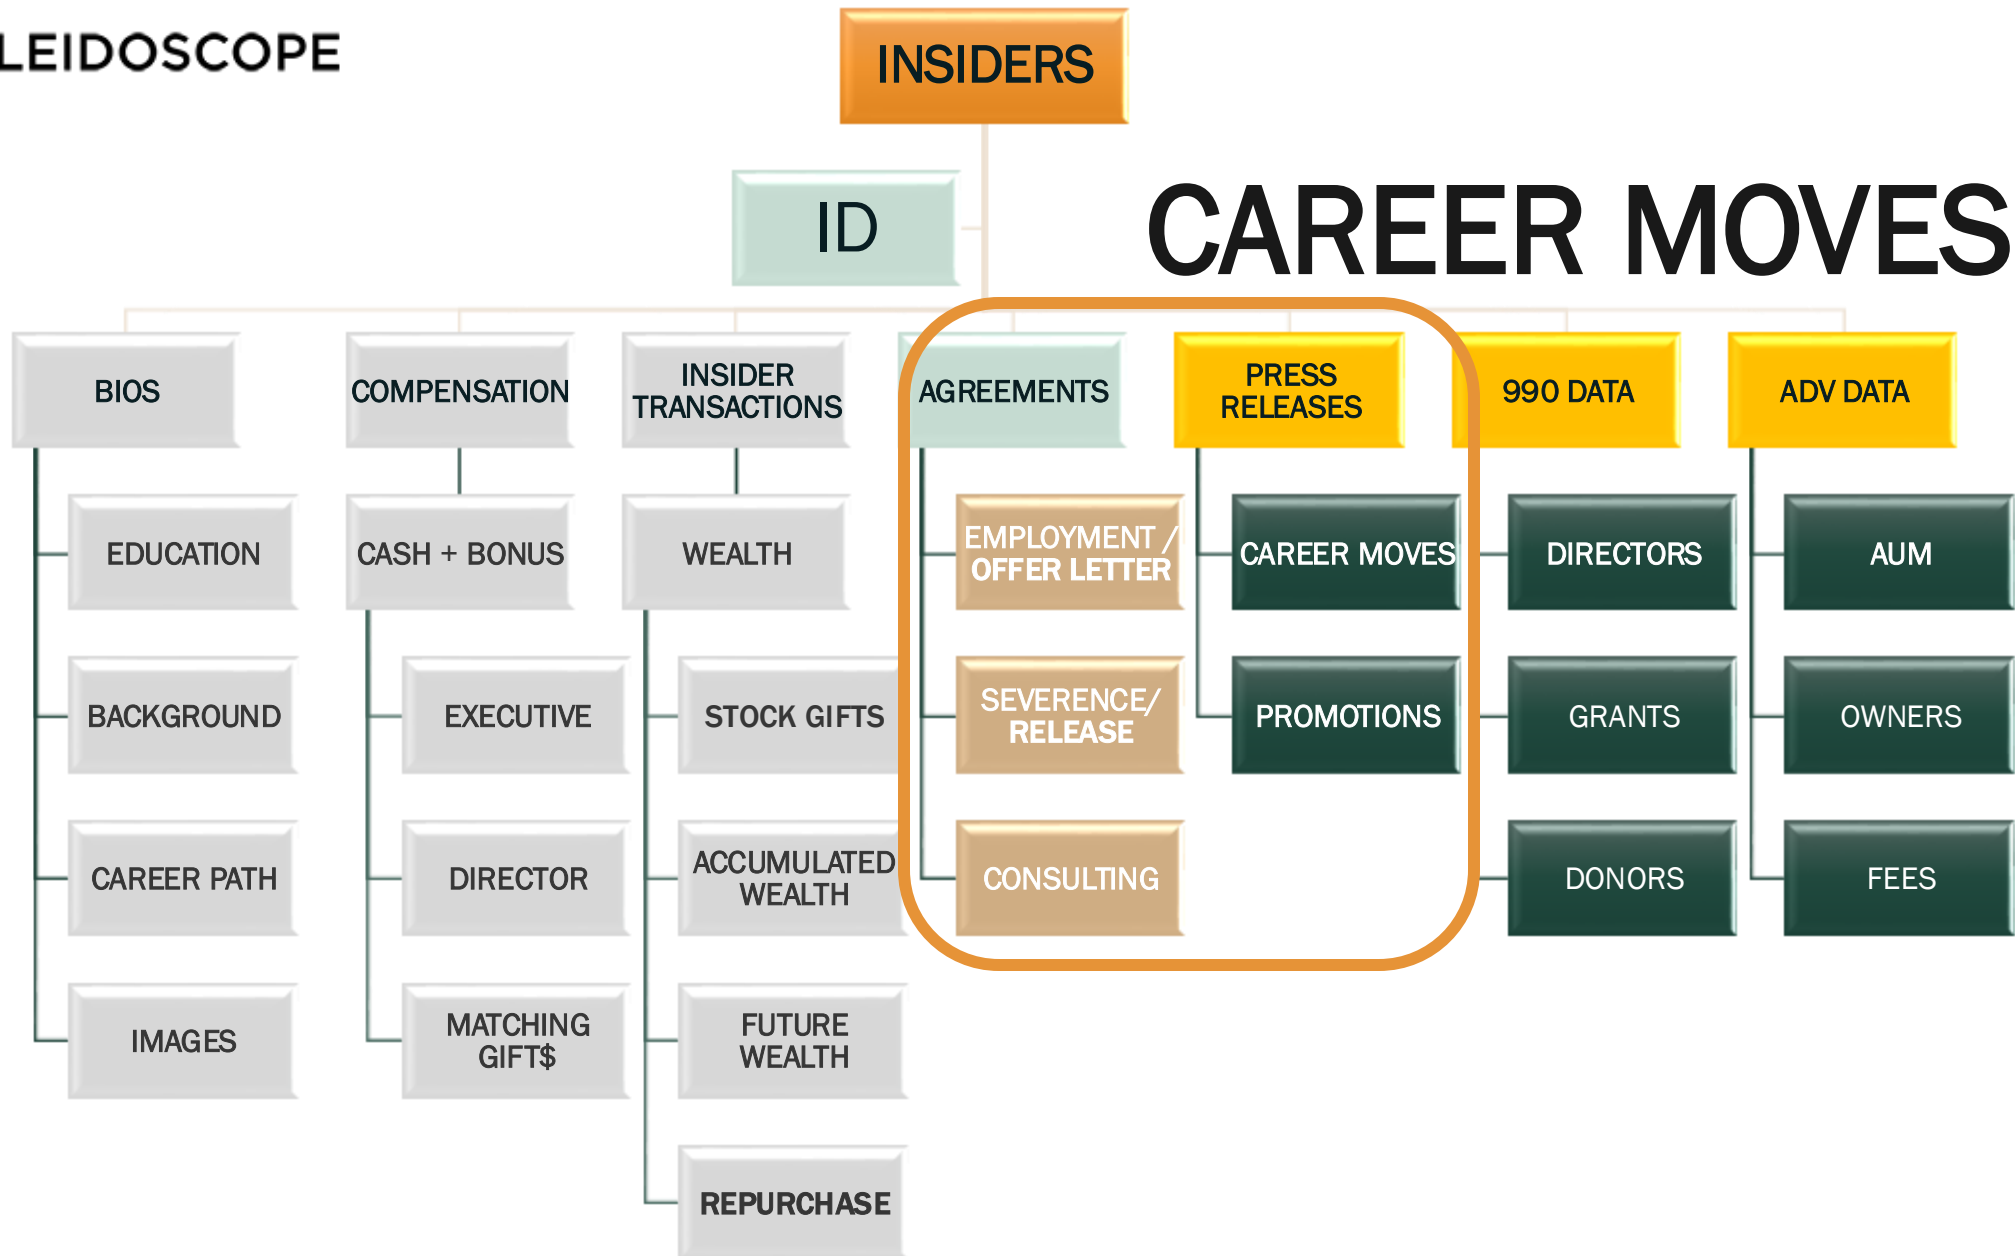 LEIDOSCOPE
INSIDERS
ID
CAREER MOVES
BIOS
COMPENSATION
INSIDER
TRANSACTIONS
AGREEMENTS
PRESS
RELEASES
990 DATA
ADV DATA
EDUCATION
CASH + BONUS
WEALTH
EMPLOYMENT /
OFFER LETTER
CAREER MOVES
DIRECTORS
AUM
BACKGROUND
EXECUTIVE
STOCK GIFTS
SEVERENCE/
RELEASE
PROMOTIONS
GRANTS
OWNERS
CAREER PATH
DIRECTOR
ACCUMULATED
WEALTH
CONSULTING
DONORS
FEES
IMAGES
MATCHING
GIFT$
FUTURE
WEALTH
REPURCHASE